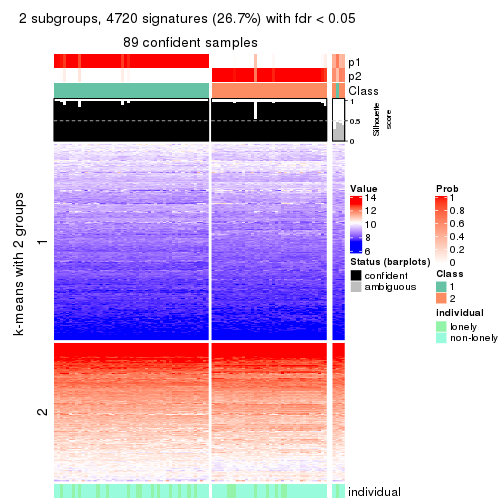 2 subgroups, 4720 signatures (26.7%) with fdr < 0.05
89 confident samples
p1
p2
Class
1
0.5
0
Silhouette
score
k-means with 2 groups
1
2
individual
Value
14
12
10
8
6
Status (barplots)
confident
ambiguous
Prob
1
0.8
0.6
0.4
0.2
0
Class
1
2
individual
lonely
non-lonely